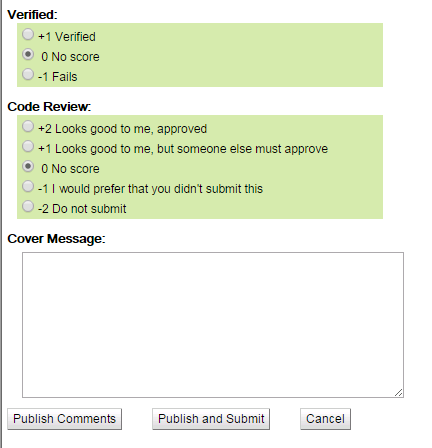 Verified:
+1 Verified
0 No score
-1 Fails
Code Review:
+2 Looks good to me, approved
+1 Looks good to me, but someone else must approve
0 No score
-1 I would prefer that you didn't submit this
-2 Do not submit
Cover Message:
Publish Comments Publish and Submit Cancel